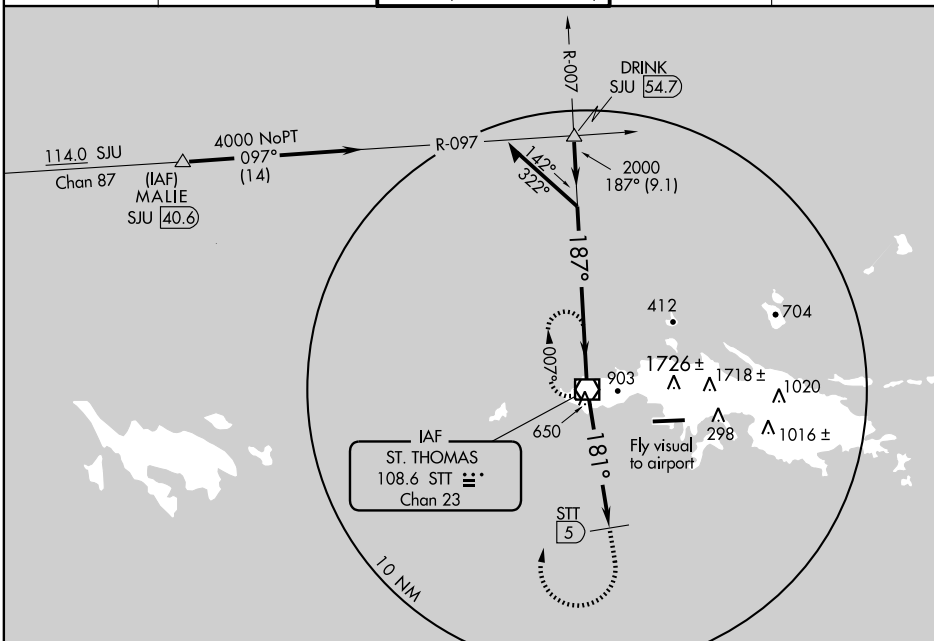 R-007
DRINK
SJU 54.7
4000 NoPT
097°
(14)
R-097
114.0 SJU
Chan 87
(IAF)
MALIE
SJU 40.6
142°
322°
2000
187° (9.1)
187°
412
704
007°
1726 ±
1718 ±
1020
903
650
298
1016 ±
Fly visual
to airport
IAF
ST. THOMAS
108.6 STT
Chan 23
181°
STT
5
10 NM